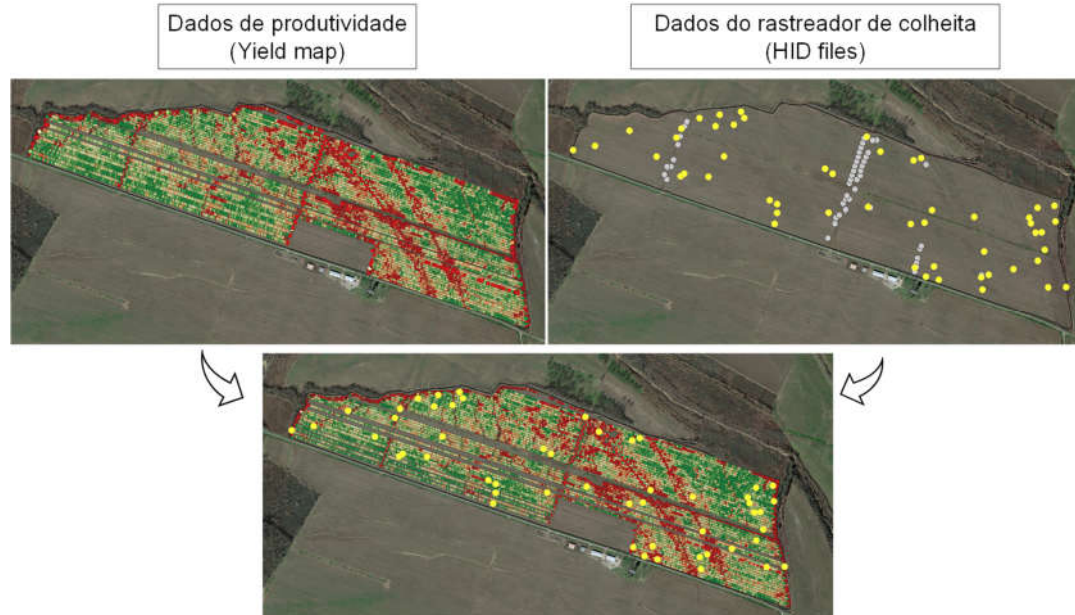 Dados de produtividade
(Yield map)
Dados do rastreador de colheita
(HID files)